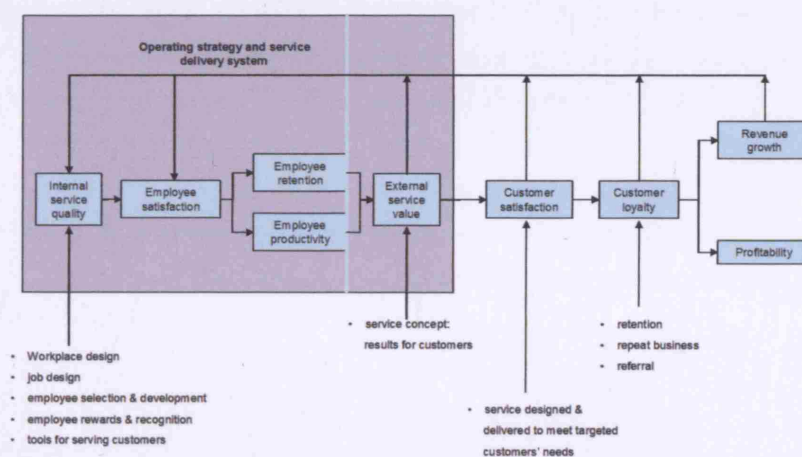 Operating strategy and service
delivery system
Internal
service
quality
Employee
satisfaction
Employee
retention
Employee
productivity
External
service
value
Customer
satisfaction
Customer
loyalty
Revenue
growth
Profitability
• Workplace design
• job design
• employee selection & development
• employee rewards & recognition
• tools for serving customers
• service concept:
results for customers
• service designed &
delivered to meet targeted
customers' needs
• retention
• repeat business
• referral